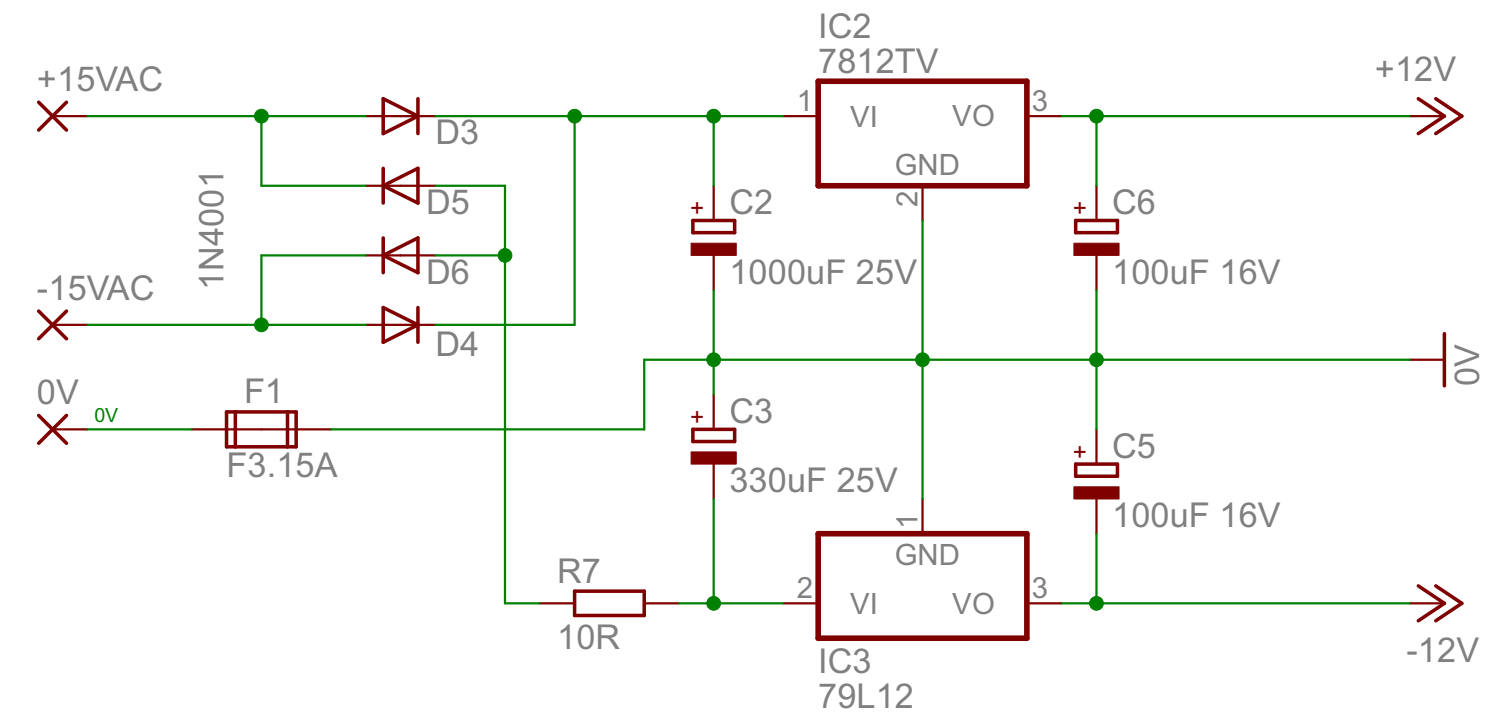 IC2
7812TV
+15VAC
+12V
1
VI
VO
3
D3
GND
1N4001
D5
2
+
C2
+
C6
D6
1000uF 25V
100uF 16V
-15VAC
D4
0V
0V
F1
0V
F3.15A
+
C3
330uF 25V
+
C5
100uF 16V
1
GND
R7
10R
2
VI
VO
3
-12V
IC3
79L12